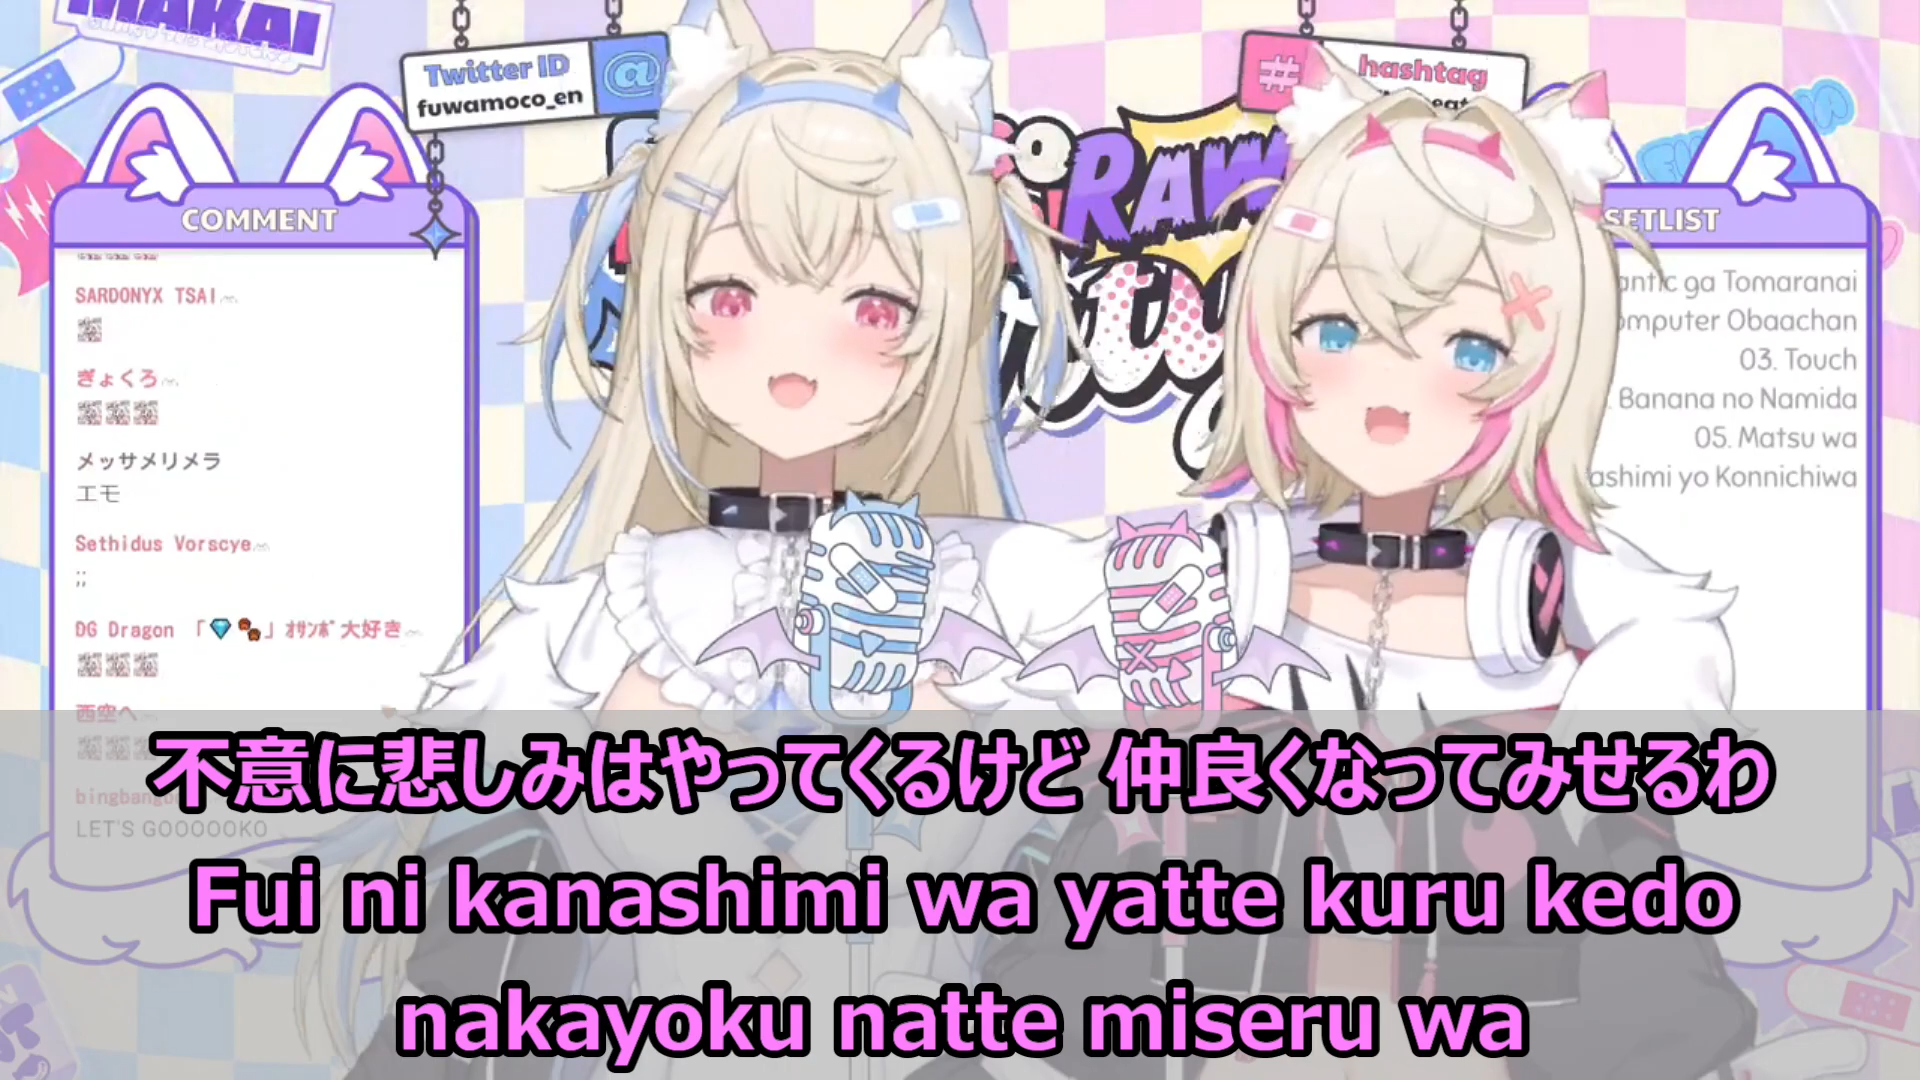 MAKAI
Twitter ID
@
fuwamoco_en
#
hashtag
COMMENT
SARDONYX TSAI
ぎょくろ
メッサメリメラ
エモ
Sethidus Vorscye
;;
DG Dragon 「💎🐾」ｵｻﾝﾎﾟ大好き
西空へ
LET'S GOOOOOKO
RAW
SETLIST
Tomaranai
Obaachan
03. Touch
Banana no Namida
05. Matsu wa
yo Konnichiwa
不意に悲しみはやってくるけど 仲良くなってみせるわ
Fui ni kanashimi wa yatte kuru kedo
nakayoku natte miseru wa